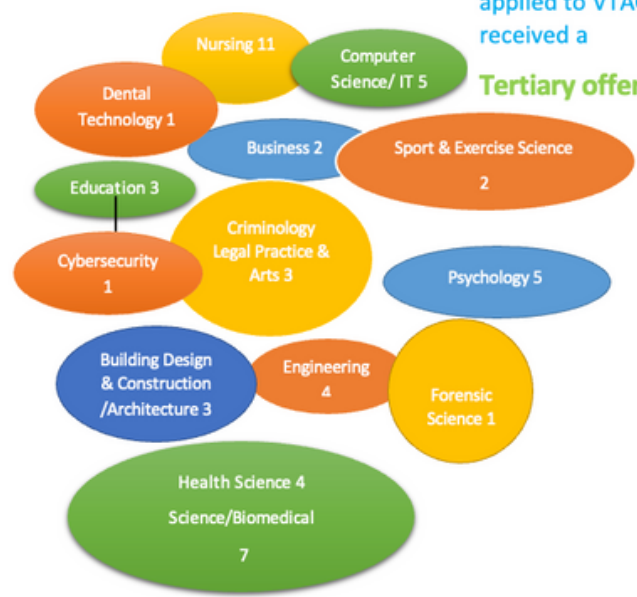 applied to VTAC
received a
Tertiary offer
Nursing 11
Computer
Science/ IT 5
Dental
Technology 1
Business 2
Sport & Exercise Science
2
Education 3
Criminology
Legal Practice &
Arts 3
Cybersecurity
1
Psychology 5
Building Design
& Construction
/Architecture 3
Engineering
4
Forensic
Science 1
Health Science 4
Science/Biomedical
7